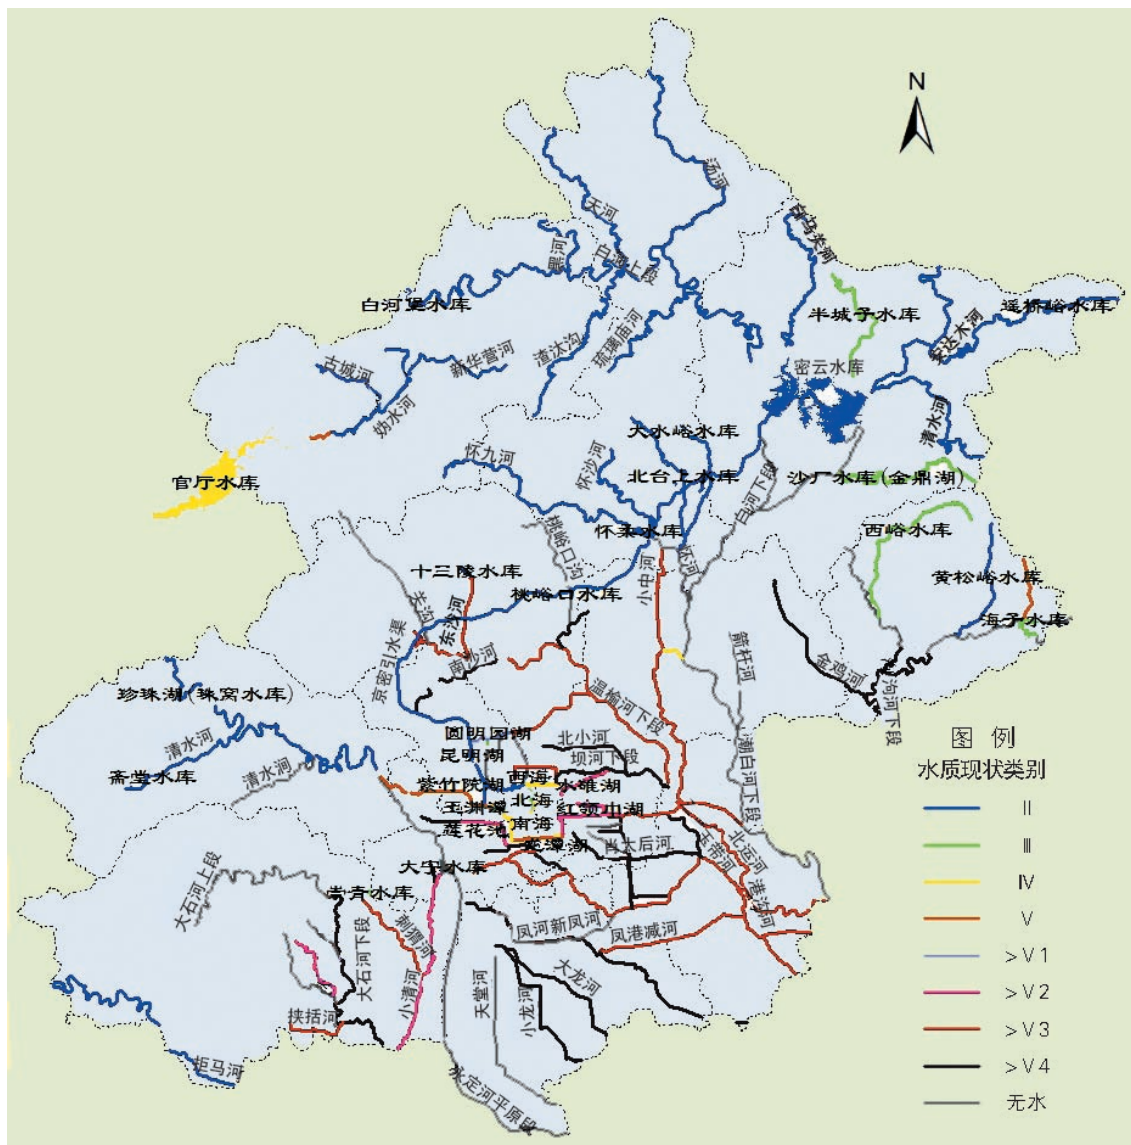 N
汤河
天河
白马关河
黑河
白河上段
白河堡水库
半城子水库
遥桥峪水库
安达木河
渣汰沟
琉璃庙河
新华营河
古城河
妫水河
密云水库
清水河
大水峪水库
怀九河
怀沙河
北台上水库
白河下段
沙厂水库(金鼎湖)
官厅水库
西峪水库
怀柔水库
桃峪口沟
怀河
小中河
十三陵水库
桃峪口水库
黄松峪水库
海子水库
东沙河
京密引水渠
南沙河
箭杆河
金鸡河
泃河下段
珍珠湖(珠窝水库)
温榆河下段
清水河
清水涧
斋堂水库
圆明园湖
昆明湖
北小河
坝河下段
潮白河下段
紫竹院湖
西海
水碓湖
玉渊潭
北海
红领巾湖
莲花池
南海
龙潭湖
肖太后河
玉带河
北运河
港沟河
大宁水库
崇青水库
大石河上段
大石河下段
刺猬河
小清河
凤河新凤河
凤港减河
天堂河
小龙河
大龙河
挟括河
拒马河
永定河平原段
图 例
水质现状类别
II
III
IV
V
>V1
>V2
>V3
>V4
无水